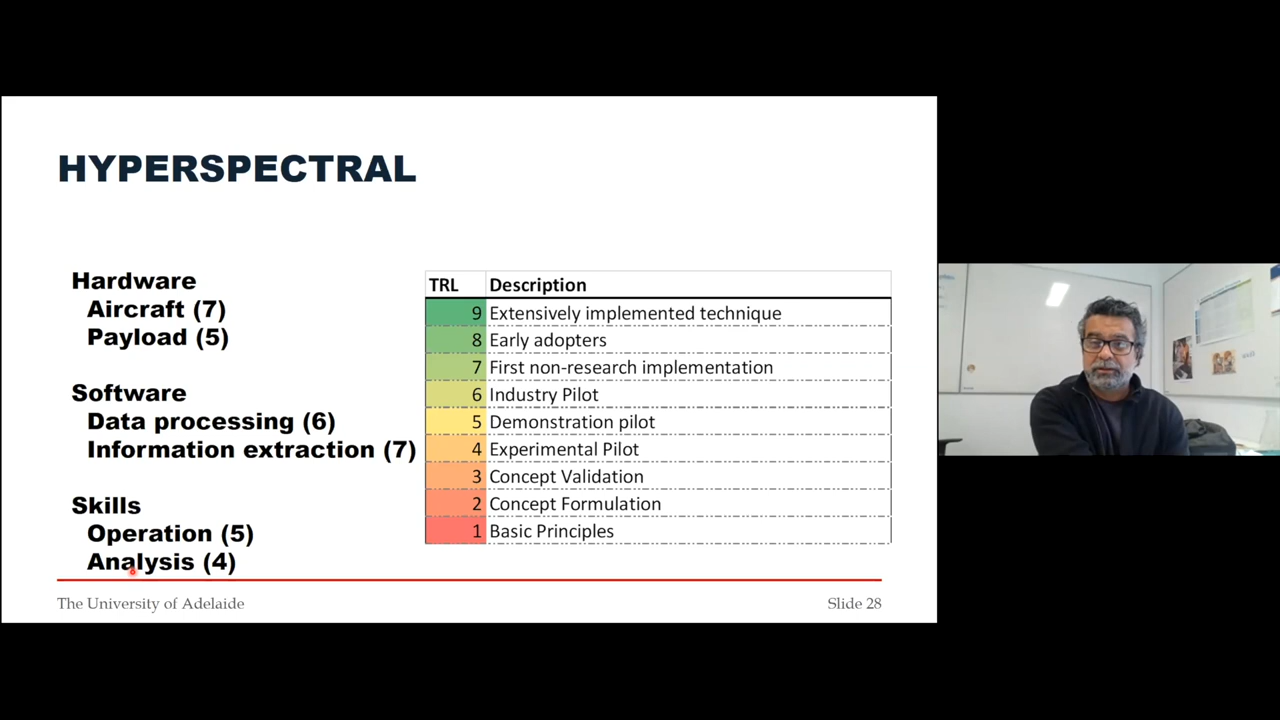 HYPERSPECTRAL
Hardware
Aircraft (7)
Payload (5)
Software
Data processing (6)
Information extraction (7)
Skills
Operation (5)
Analysis (4)
TRL Description
9 Extensively implemented technique
8 Early adopters
7 First non-research implementation
6 Industry Pilot
5 Demonstration pilot
4 Experimental Pilot
3 Concept Validation
2 Concept Formulation
1 Basic Principles
The University of Adelaide
Slide 28